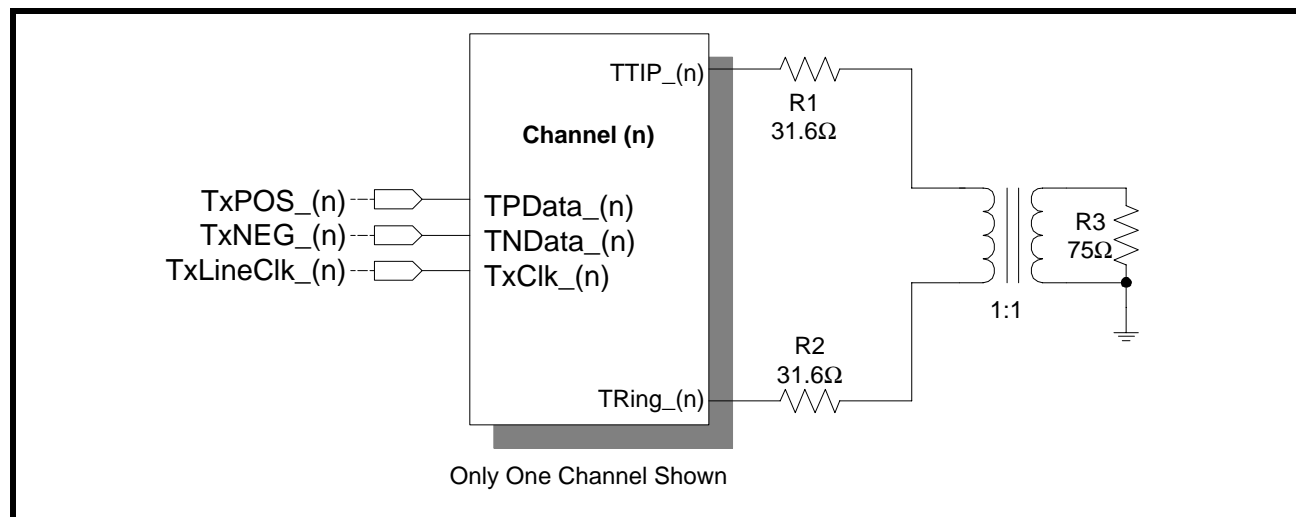 TTIP_(n)
R1
31.6Ω
Channel (n)
TxPOS_(n)
TPData_(n)
TxNEG_(n)
TNData_(n)
TxLineClk_(n)
TxClk_(n)
R3
75Ω
1:1
R2
31.6Ω
TRing_(n)
Only One Channel Shown